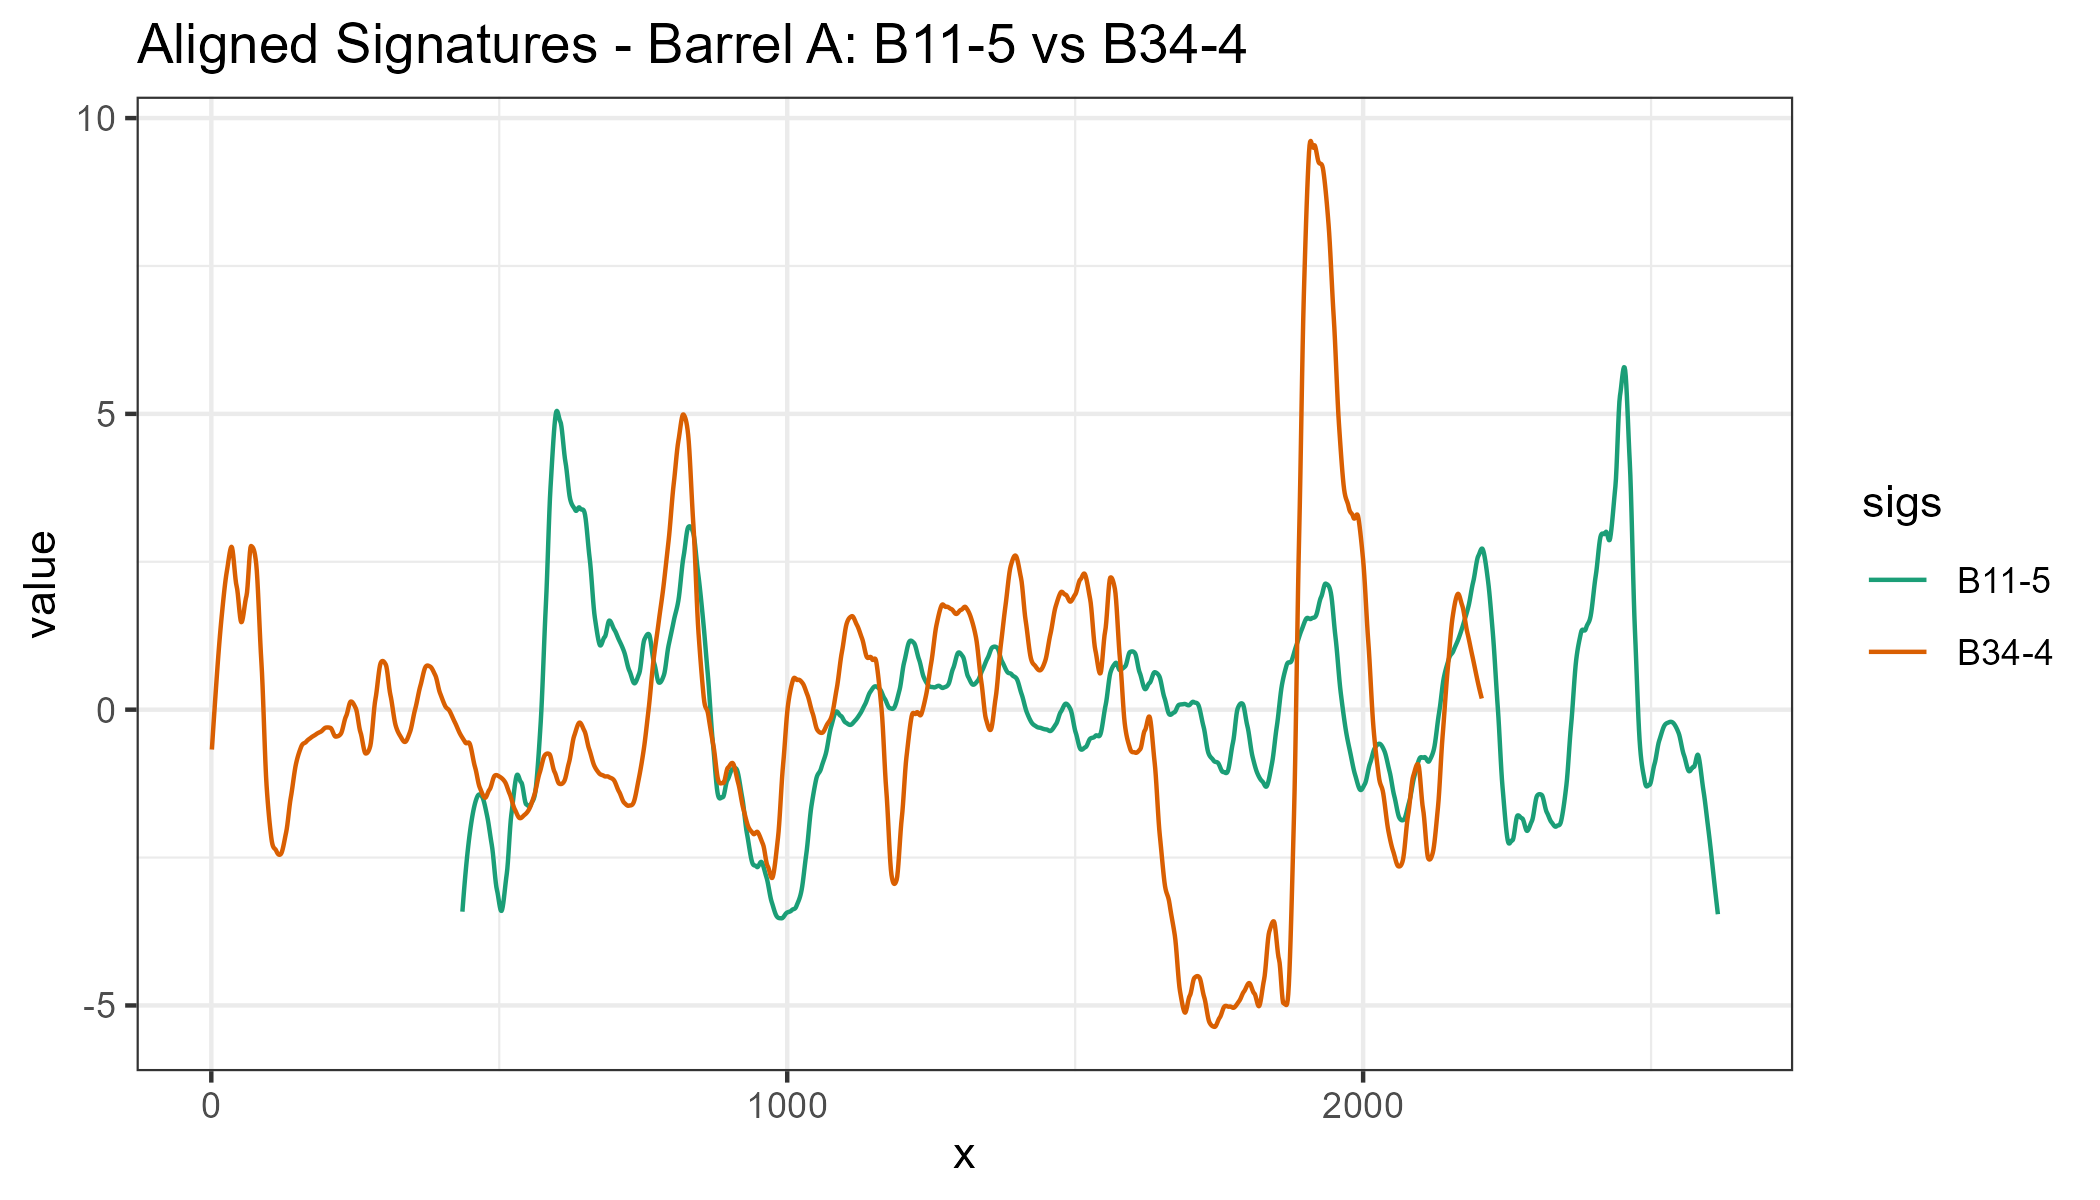 Aligned Signatures - Barrel A: B11-5 vs B34-4
10
5
0
-5
value
0
1000
2000
x
sigs
B11-5
B34-4